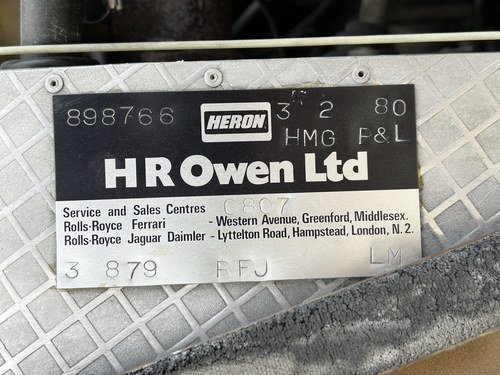 898766 HERON 3 2 80
HMG P&L
H R Owen Ltd
C807
Service and Sales Centres
Rolls-Royce Ferrari - Western Avenue, Greenford, Middlesex.
Rolls-Royce Jaguar Daimler - Lyttelton Road, Hampstead, London, N.2.
3 879 RFJ LM